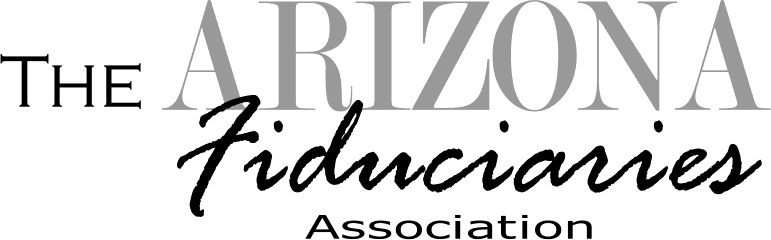 THE ARIZONA
Fiduciaries
Association